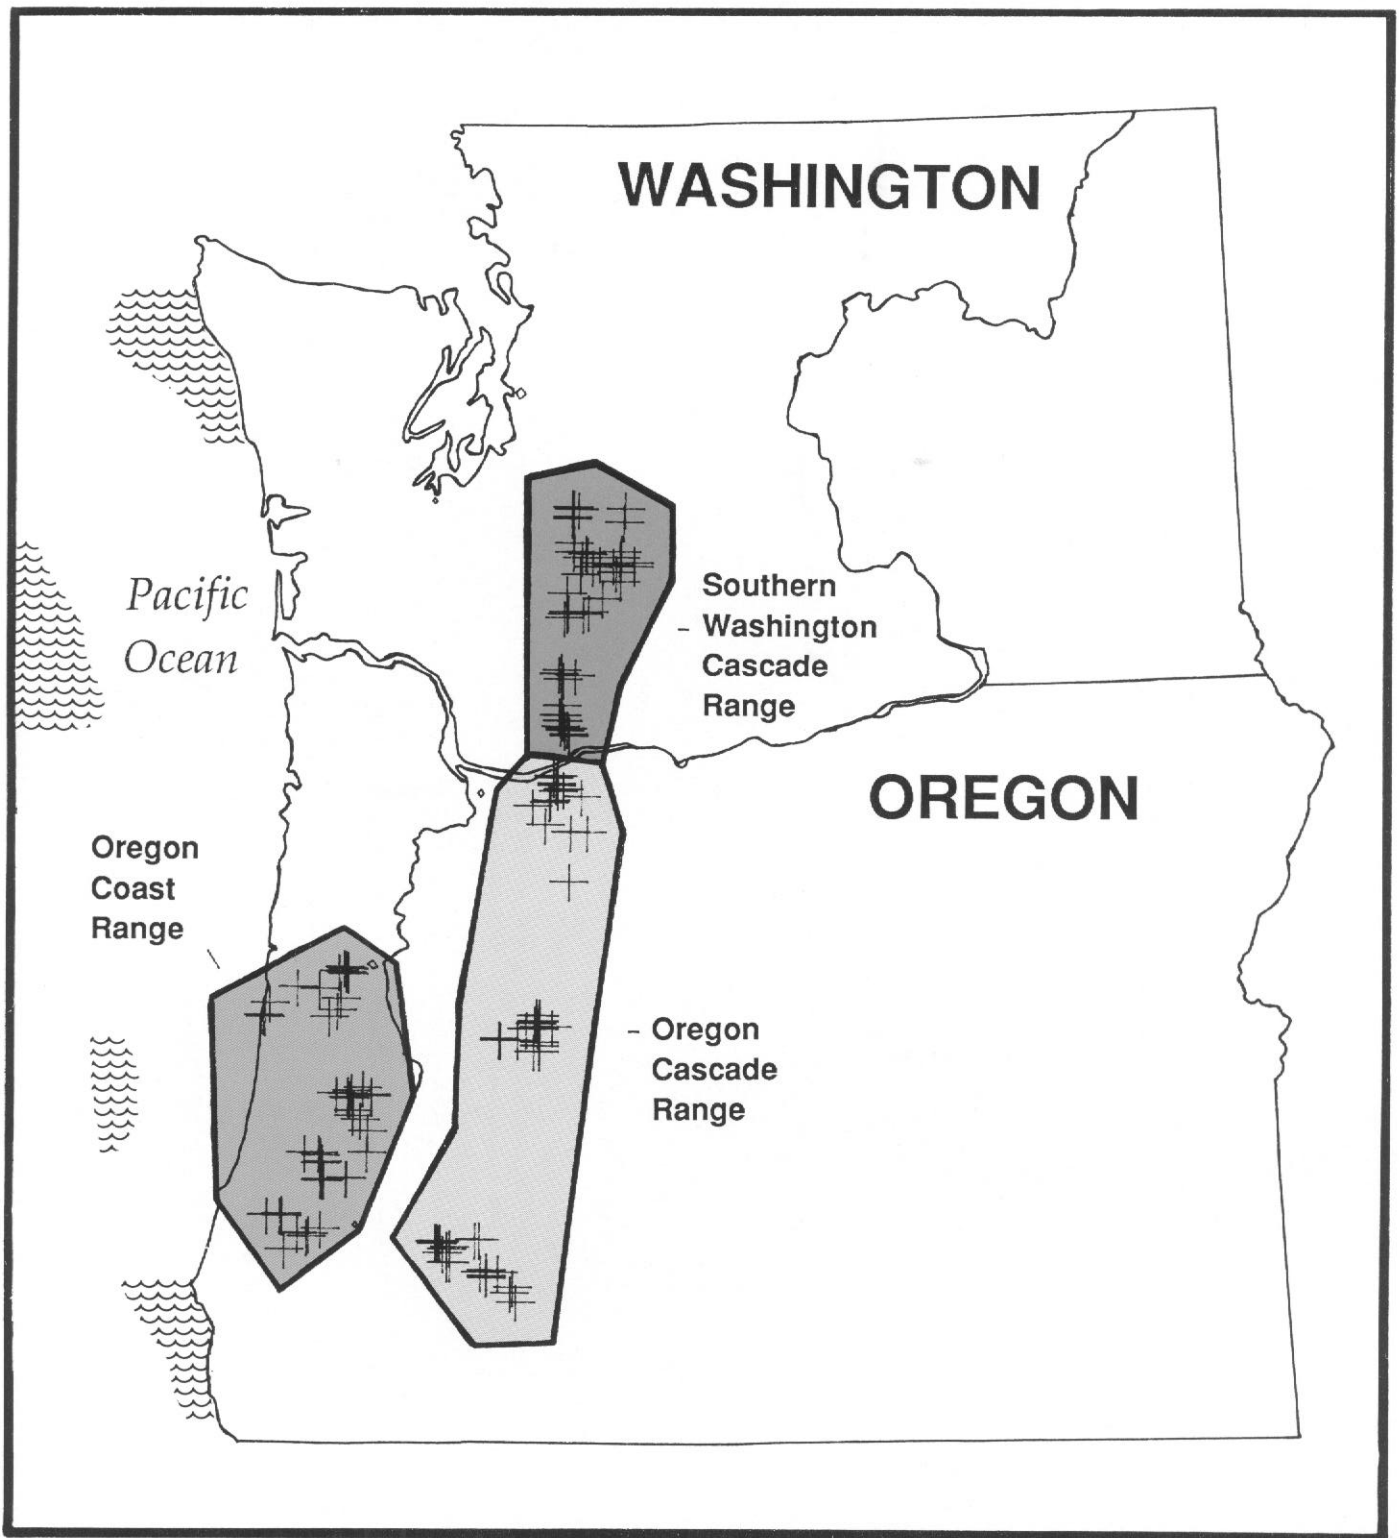 WASHINGTON
Pacific
Ocean
Southern
Washington
Cascade
Range
OREGON
Oregon
Coast
Range
Oregon
Cascade
Range